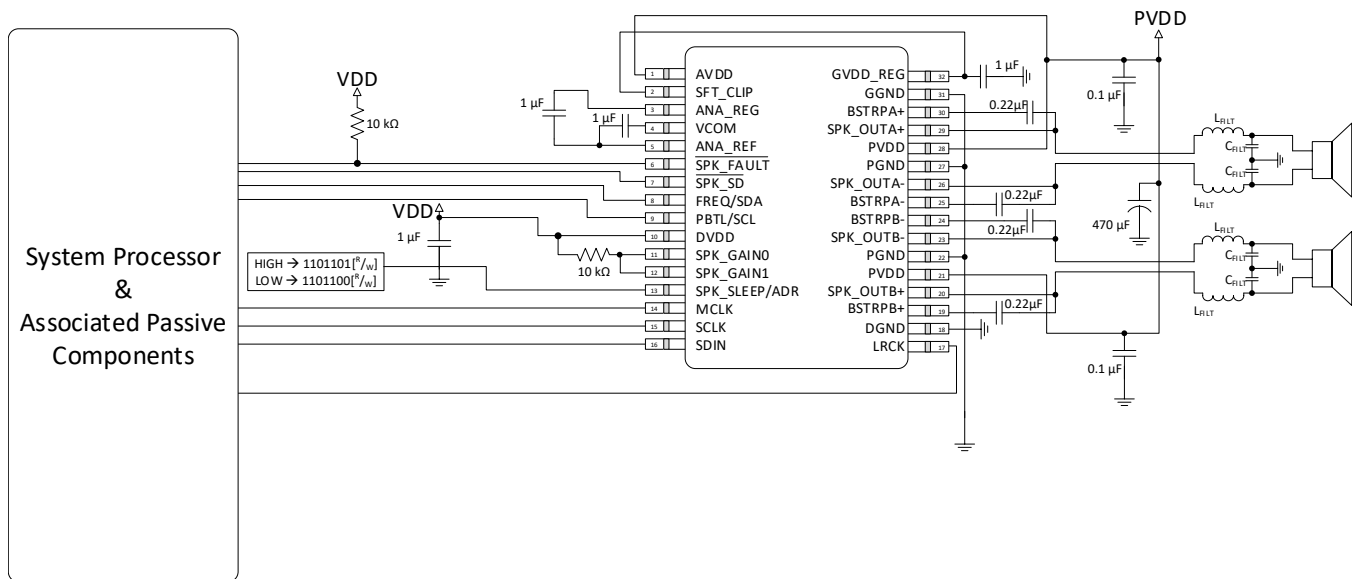 PVDD
VDD
10 kΩ
1 µF
1 µF
VDD
1 µF
10 kΩ
HIGH → 1101101[R/W]
LOW → 1101100[R/W]
System Processor
&
Associated Passive
Components
1 AVDD
2 SFT_CLIP
3 ANA_REG
4 VCOM
5 ANA_REF
6 SPK_FAULT
7 SPK_SD
8 FREQ/SDA
9 PBTL/SCL
10 DVDD
11 SPK_GAIN0
12 SPK_GAIN1
13 SPK_SLEEP/ADR
14 MCLK
15 SCLK
16 SDIN
GVDD_REG 32
GGND 31
BSTRPA+ 30
SPK_OUTA+ 29
PVDD 28
PGND 27
SPK_OUTA- 26
BSTRPA- 25
BSTRPB- 24
SPK_OUTB- 23
PGND 22
PVDD 21
SPK_OUTB+ 20
BSTRPB+ 19
DGND 18
LRCK 17
1 µF
0.22µF
0.22µF
0.22µF
0.22µF
0.1 µF
470 µF
0.1 µF
LFILT
CFILT
CFILT
LFILT
LFILT
CFILT
CFILT
LFILT